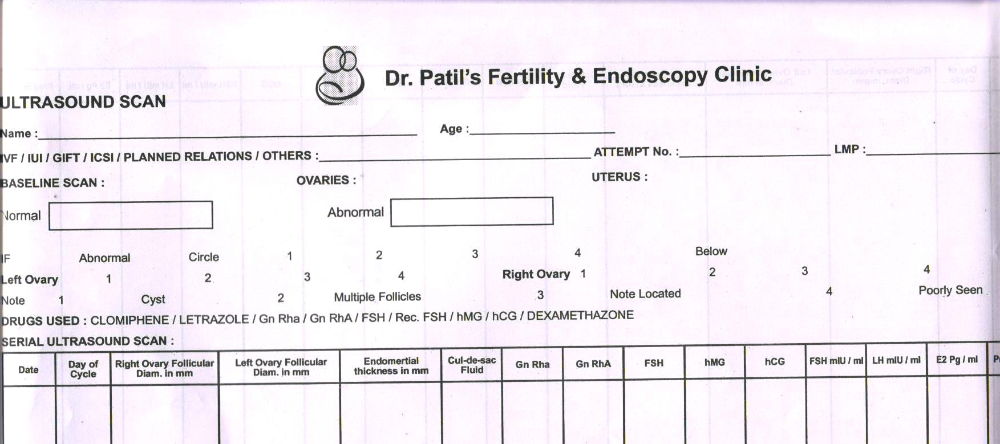 Dr. Patil's Fertility & Endoscopy Clinic
ULTRASOUND SCAN
Name : Age :
IVF / IUI / GIFT / ICSI / PLANNED RELATIONS / OTHERS : ATTEMPT No. : LMP :
BASELINE SCAN : OVARIES : UTERUS :
Normal Abnormal
IF Abnormal Circle 1 2 3 4 Below
Left Ovary 1 2 3 4 Right Ovary 1 2 3 4
Note 1 Cyst 2 Multiple Follicles 3 Note Located 4 Poorly Seen
DRUGS USED : CLOMIPHENE / LETRAZOLE / Gn Rha / Gn RhA / FSH / Rec. FSH / hMG / hCG / DEXAMETHAZONE
SERIAL ULTRASOUND SCAN :
Date
Day of
Cycle
Right Ovary Follicular
Diam. in mm
Left Ovary Follicular
Diam. in mm
Endomertial
thickness in mm
Cul-de-sac
Fluid
Gn Rha
Gn RhA
FSH
hMG
hCG
FSH mIU / ml
LH mIU / ml
E2 Pg / ml